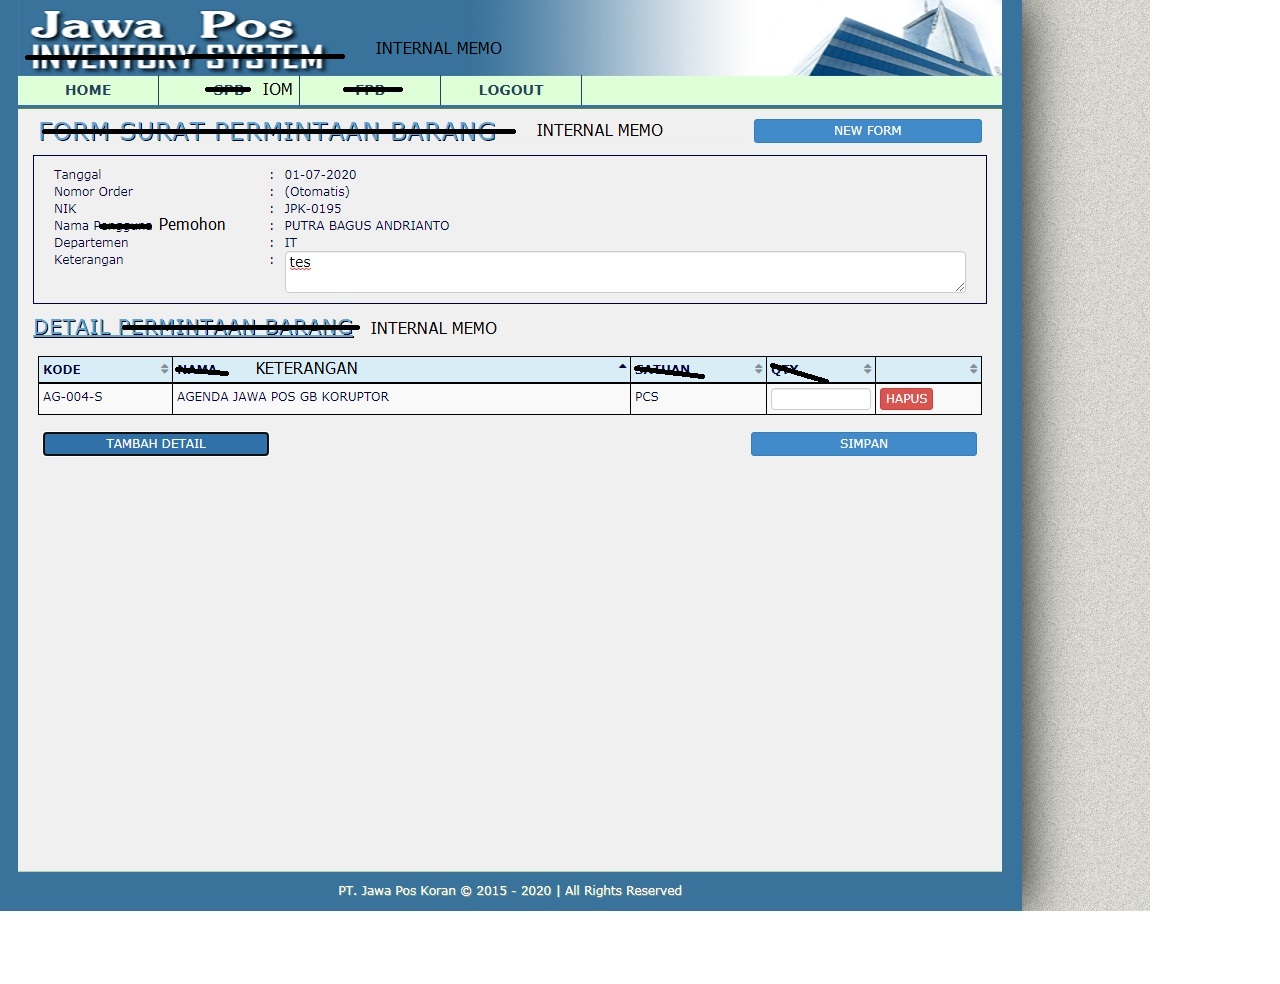 Jawa Pos
INVENTORY SYSTEM INTERNAL MEMO
HOME SPB IOM FPB LOGOUT
FORM SURAT PERMINTAAN BARANG INTERNAL MEMO NEW FORM
Tanggal : 01-07-2020
Nomor Order : (Otomatis)
NIK : JPK-0195
Nama Pengguna Pemohon : PUTRA BAGUS ANDRIANTO
Departemen : IT
Keterangan : tes
DETAIL PERMINTAAN BARANG INTERNAL MEMO
KODE NAMA KETERANGAN SATUAN QTY
AG-004-S AGENDA JAWA POS GB KORUPTOR PCS HAPUS
TAMBAH DETAIL SIMPAN
PT. Jawa Pos Koran © 2015 - 2020 | All Rights Reserved